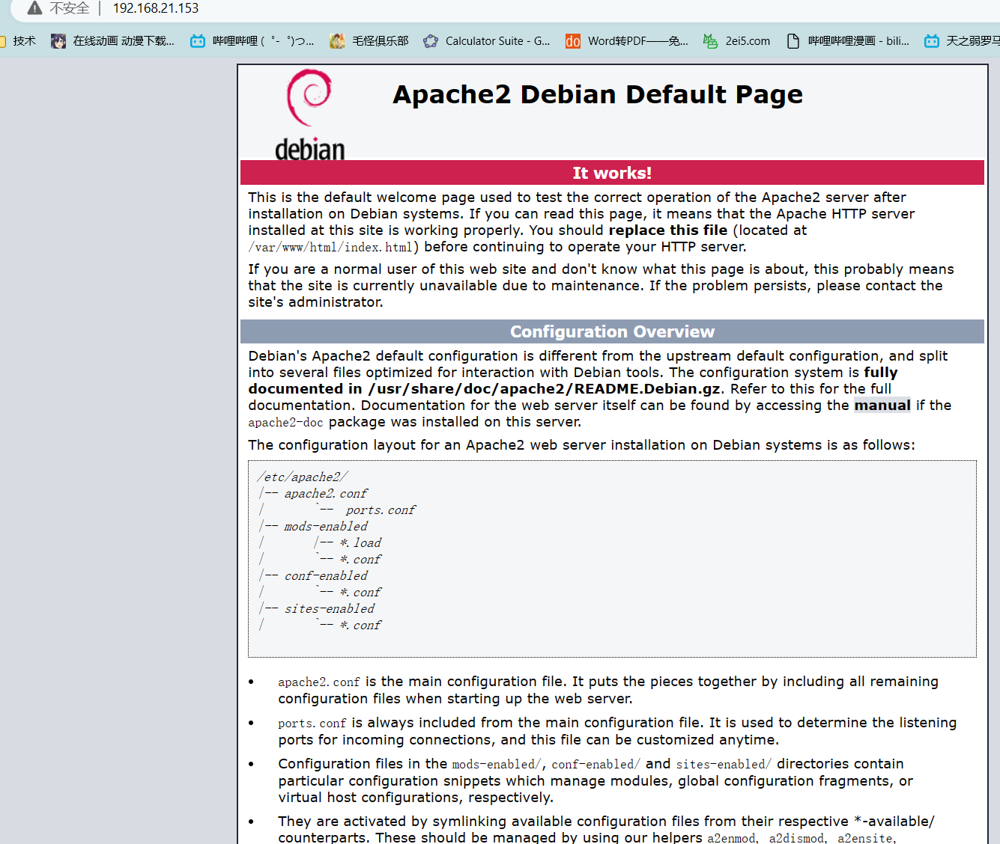 不安全 | 192.168.21.153
技术 在线动画 动漫下载... 哔哩哔哩 ( ゜- ゜)つ... 毛怪俱乐部 Calculator Suite - G... Word转PDF——免... 2ei5.com 哔哩哔哩漫画 - bili... 天之弱罗马
debian
Apache2 Debian Default Page
It works!
This is the default welcome page used to test the correct operation of the Apache2 server after
installation on Debian systems. If you can read this page, it means that the Apache HTTP server
installed at this site is working properly. You should replace this file (located at
/var/www/html/index.html) before continuing to operate your HTTP server.
If you are a normal user of this web site and don't know what this page is about, this probably means
that the site is currently unavailable due to maintenance. If the problem persists, please contact the
site's administrator.
Configuration Overview
Debian's Apache2 default configuration is different from the upstream default configuration, and split
into several files optimized for interaction with Debian tools. The configuration system is fully
documented in /usr/share/doc/apache2/README.Debian.gz. Refer to this for the full
documentation. Documentation for the web server itself can be found by accessing the manual if the
apache2-doc package was installed on this server.
The configuration layout for an Apache2 web server installation on Debian systems is as follows:
/etc/apache2/
|-- apache2.conf
|       `--  ports.conf
|-- mods-enabled
|       |-- *.load
|       `-- *.conf
|-- conf-enabled
|       `-- *.conf
|-- sites-enabled
|       `-- *.conf
• apache2.conf is the main configuration file. It puts the pieces together by including all remaining
configuration files when starting up the web server.
• ports.conf is always included from the main configuration file. It is used to determine the listening
ports for incoming connections, and this file can be customized anytime.
• Configuration files in the mods-enabled/, conf-enabled/ and sites-enabled/ directories contain
particular configuration snippets which manage modules, global configuration fragments, or
virtual host configurations, respectively.
• They are activated by symlinking available configuration files from their respective *-available/
counterparts. These should be managed by using our helpers a2enmod, a2dismod, a2ensite,